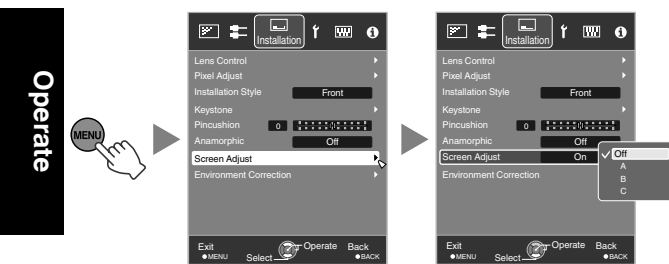 Operate
MENU
Installation
Lens Control
Pixel Adjust
Installation Style Front
Keystone
Pincushion 0
Anamorphic Off
Screen Adjust
Environment Correction
Exit Operate Back
●MENU Select ●BACK
Installation
Lens Control
Pixel Adjust
Installation Style Front
Keystone
Pincushion 0
Anamorphic Off
Screen Adjust On
Environment Correction
✓ Off
A
B
C
Exit Operate Back
●MENU Select ●BACK